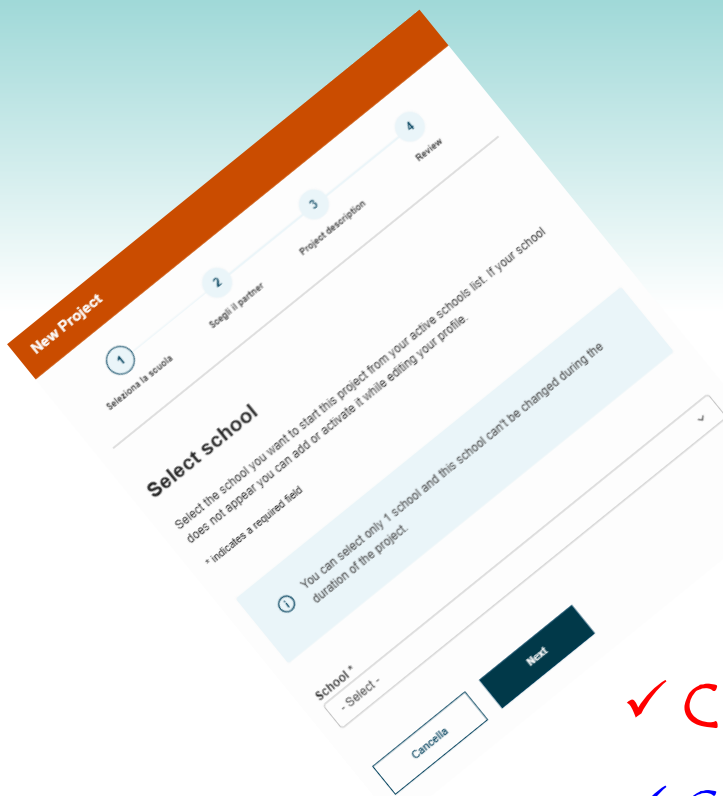 New Project
1
Seleziona la scuola
2
Scegli il partner
3
Project description
4
Review
Select school
Select the school you want to start this project from your active schools list. If your school
does not appear you can add or activate it while editing your profile.
* indicates a required field
You can select only 1 school and this school can't be changed during the
duration of the project.
School *
- Select -
Cancella
Next
✓ C